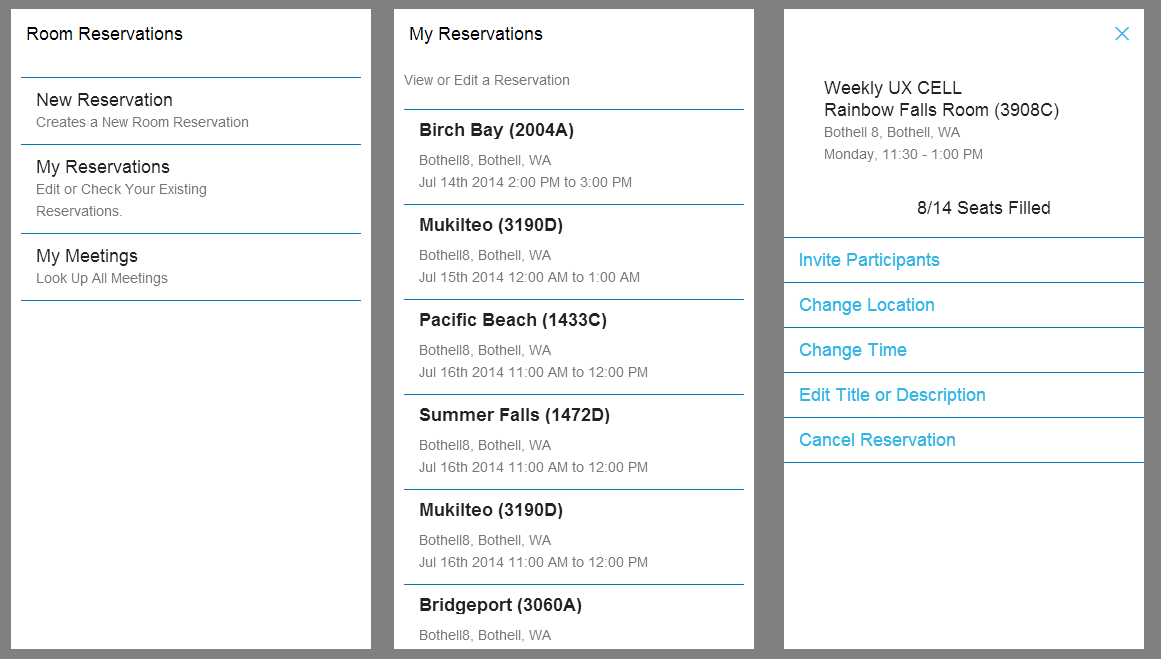 Room Reservations
New Reservation
Creates a New Room Reservation
My Reservations
Edit or Check Your Existing
Reservations.
My Meetings
Look Up All Meetings
My Reservations
View or Edit a Reservation
Birch Bay (2004A)
Bothell8, Bothell, WA
Jul 14th 2014 2:00 PM to 3:00 PM
Mukilteo (3190D)
Bothell8, Bothell, WA
Jul 15th 2014 12:00 AM to 1:00 AM
Pacific Beach (1433C)
Bothell8, Bothell, WA
Jul 16th 2014 11:00 AM to 12:00 PM
Summer Falls (1472D)
Bothell8, Bothell, WA
Jul 16th 2014 11:00 AM to 12:00 PM
Mukilteo (3190D)
Bothell8, Bothell, WA
Jul 16th 2014 11:00 AM to 12:00 PM
Bridgeport (3060A)
Bothell8, Bothell, WA
Weekly UX CELL
Rainbow Falls Room (3908C)
Bothell 8, Bothell, WA
Monday, 11:30 - 1:00 PM
8/14 Seats Filled
Invite Participants
Change Location
Change Time
Edit Title or Description
Cancel Reservation